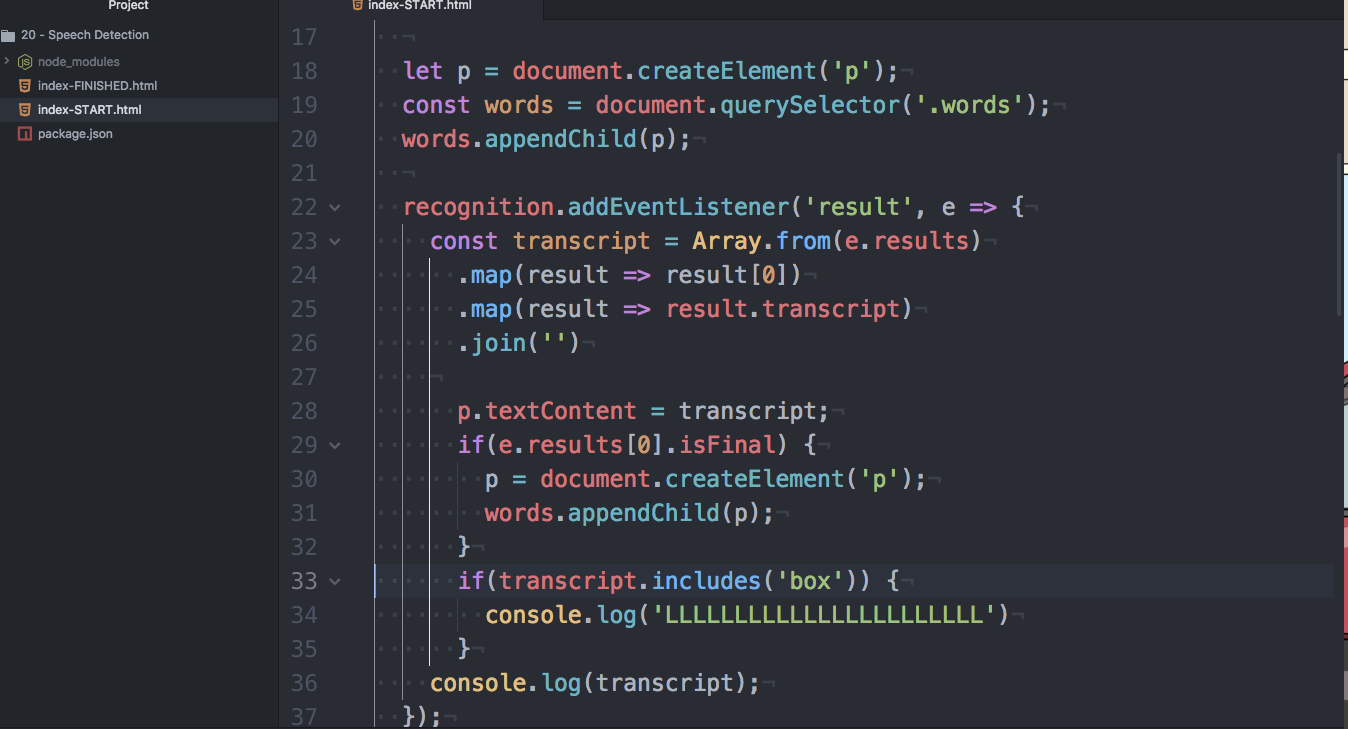 Project
20 - Speech Detection
node_modules
index-FINISHED.html
index-START.html
package.json
index-START.html
17
18 let p = document.createElement('p');
19 const words = document.querySelector('.words');
20 words.appendChild(p);
21
22 recognition.addEventListener('result', e => {
23 const transcript = Array.from(e.results)
24 .map(result => result[0])
25 .map(result => result.transcript)
26 .join('')
27
28 p.textContent = transcript;
29 if(e.results[0].isFinal) {
30 p = document.createElement('p');
31 words.appendChild(p);
32 }
33 if(transcript.includes('box')) {
34 console.log('LLLLLLLLLLLLLLLLLLLLLLL')
35 }
36 console.log(transcript);
37 });